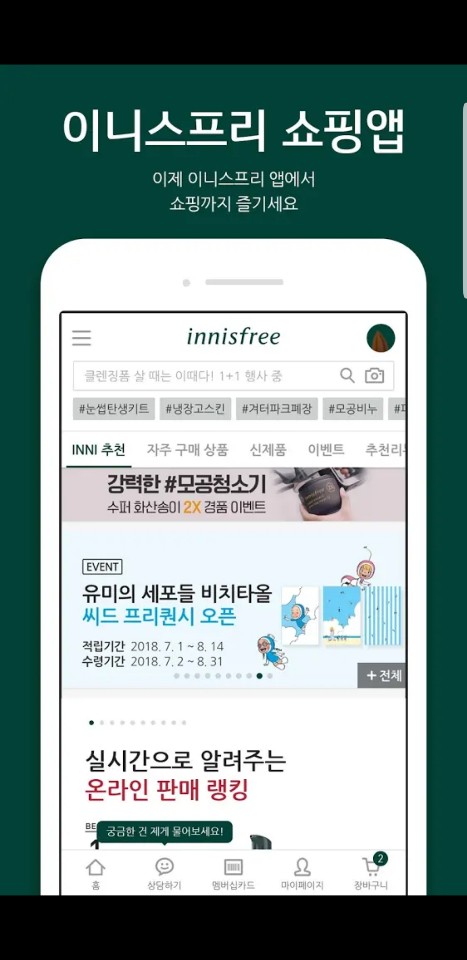 이니스프리 쇼핑앱
이제 이니스프리 앱에서
쇼핑까지 즐기세요
innisfree
클렌징폼 살 때는 이때다! 1+1 행사 중
#눈썹탄생키트 #냉장고스킨 #겨터파크폐장 #모공비누
INNI 추천 자주 구매 상품 신제품 이벤트 추천리
강력한 #모공청소기
수퍼 화산송이 2X 경품 이벤트
EVENT
유미의 세포들 비치타올
씨드 프리퀀시 오픈
적립기간 2018. 7. 1 ~ 8. 14
수령기간 2018. 7. 2 ~ 8. 31
+ 전체
실시간으로 알려주는
온라인 판매 랭킹
궁금한 건 제게 물어보세요!
2
홈 상담하기 멤버십카드 마이페이지 장바구니